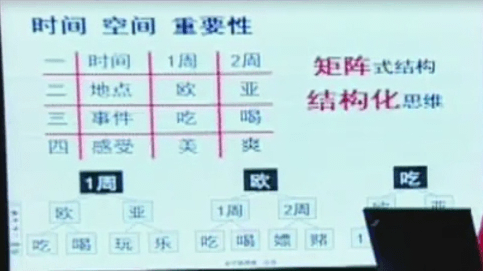 时间 空间 重要性
一 时间 1周 2周
二 地点 欧 亚
三 事件 吃 喝
四 感受 美 爽
矩阵式结构
结构化思维
1周 欧 吃
欧 亚 1周 2周 欧 亚
吃 喝 玩 乐 吃 喝 嫖 赌 1